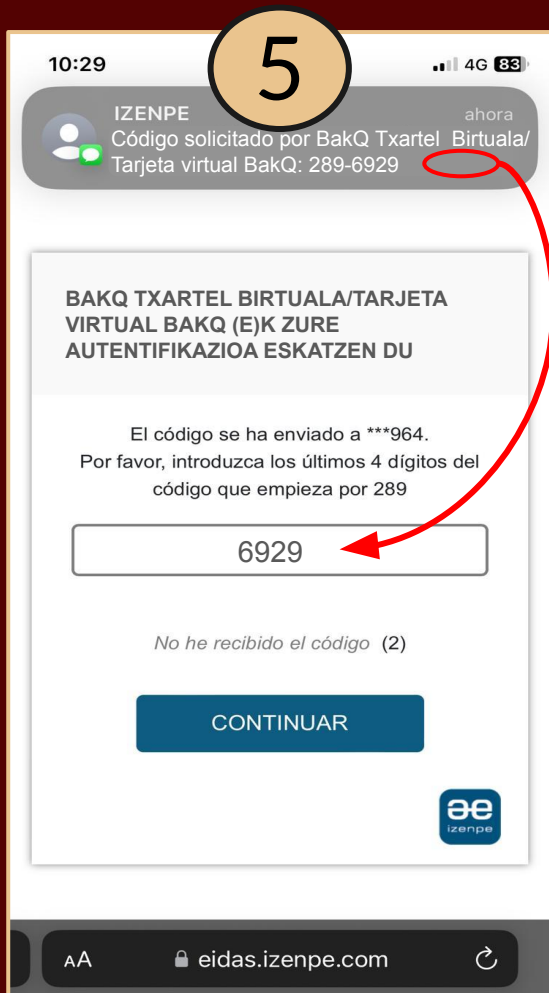 5
10:29
4G 83
IZENPE ahora
Código solicitado por BakQ Txartel Birtuala/
Tarjeta virtual BakQ: 289-6929
BAKQ TXARTEL BIRTUALA/TARJETA
VIRTUAL BAKQ (E)K ZURE
AUTENTIFIKAZIOA ESKATZEN DU
El código se ha enviado a ***964.
Por favor, introduzca los últimos 4 dígitos del
código que empieza por 289
6929
No he recibido el código (2)
CONTINUAR
izenpe
AA eidas.izenpe.com